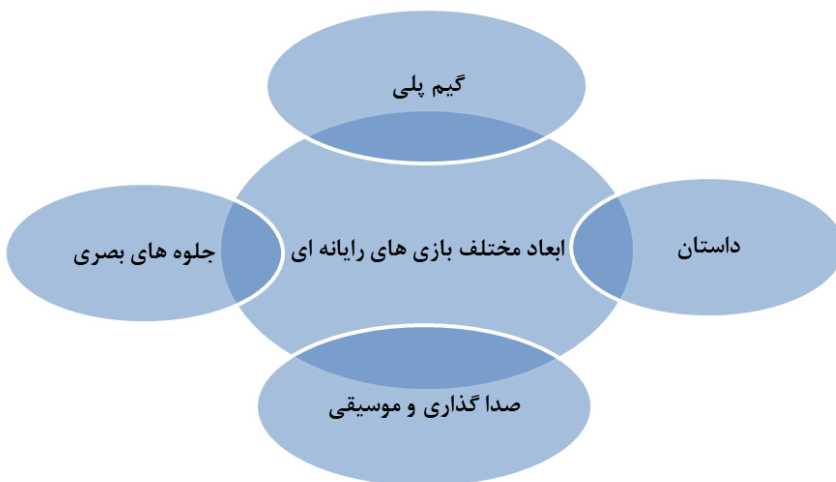 گیم پلی
داستان
ابعاد مختلف بازی های رایانه ای
جلوه های بصری
صدا گذاری و موسیقی